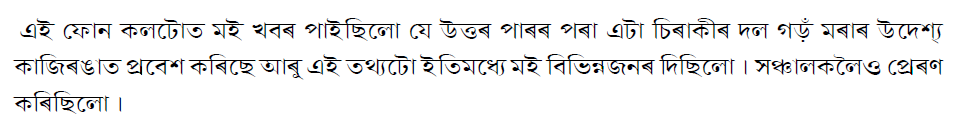 এই ফোন কলটোত মই খবৰ পাইছিলো যে উত্তৰ পাৰৰ পৰা এটা চিৰাকীৰ দল গড়ঁ মৰাৰ উদেশ্য
কাজিৰঙাত প্ৰবেশ কৰিছে আৰু এই তথ্যটো ইতিমধ্যে মই বিভিন্নজনৰ দিছিলো । সঞ্চালকলৈও প্ৰেৰণ
কৰিছিলো ।